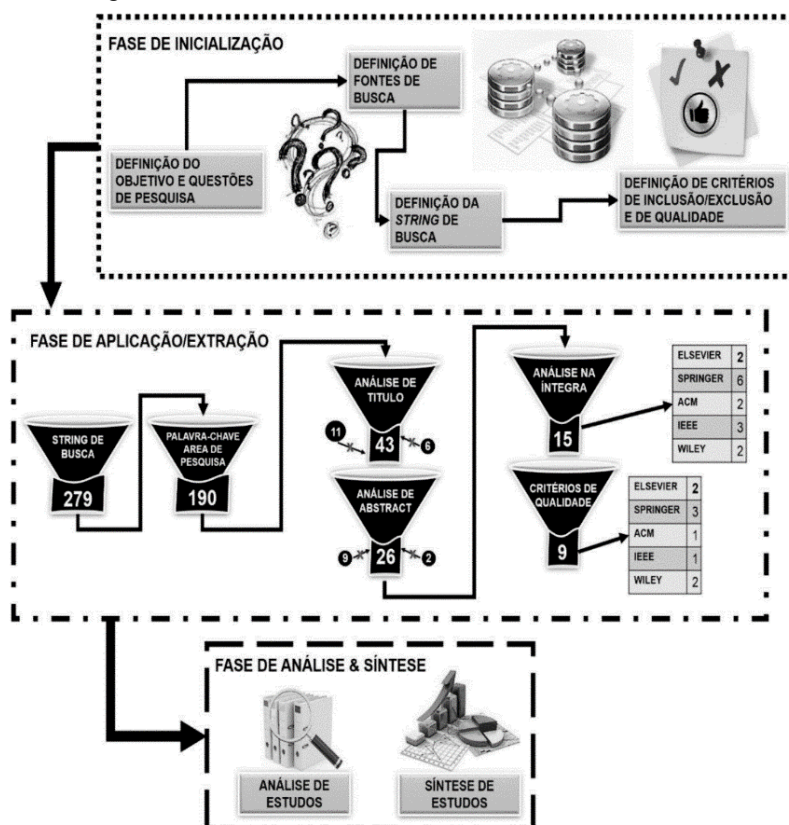 FASE DE INICIALIZAÇÃO
DEFINIÇÃO DO
OBJETIVO E QUESTÕES
DE PESQUISA
DEFINIÇÃO DE
FONTES DE
BUSCA
DEFINIÇÃO DA
STRING DE
BUSCA
DEFINIÇÃO DE CRITÉRIOS
DE INCLUSÃO/EXCLUSÃO
E DE QUALIDADE
FASE DE APLICAÇÃO/EXTRAÇÃO
STRING DE
BUSCA
279
PALAVRA-CHAVE
AREA DE
PESQUISA
190
ANÁLISE DE
TITULO
11
43
6
ANÁLISE DE
ABSTRACT
9
26
2
ANÁLISE NA
ÍNTEGRA
15
ELSEVIER 2
SPRINGER 6
ACM 2
IEEE 3
WILEY 2
CRITÉRIOS DE
QUALIDADE
9
ELSEVIER 2
SPRINGER 3
ACM 1
IEEE 1
WILEY 2
FASE DE ANÁLISE & SÍNTESE
ANÁLISE DE
ESTUDOS
SÍNTESE DE
ESTUDOS